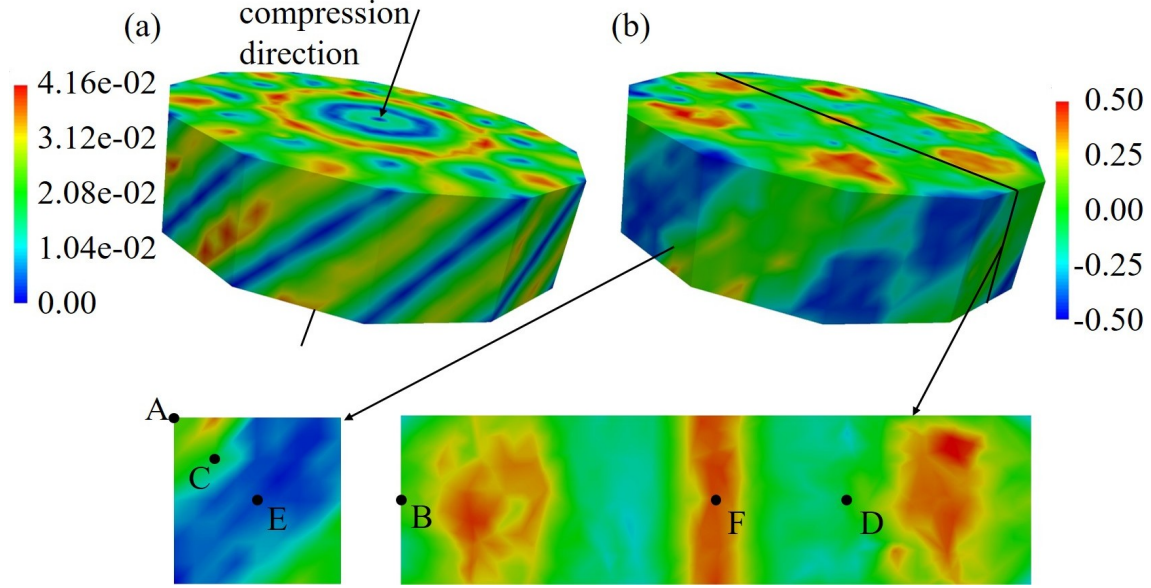 (a)
compression
direction
(b)
4.16e-02
3.12e-02
2.08e-02
1.04e-02
0.00
0.50
0.25
0.00
-0.25
-0.50
A
C
E
B
F
D